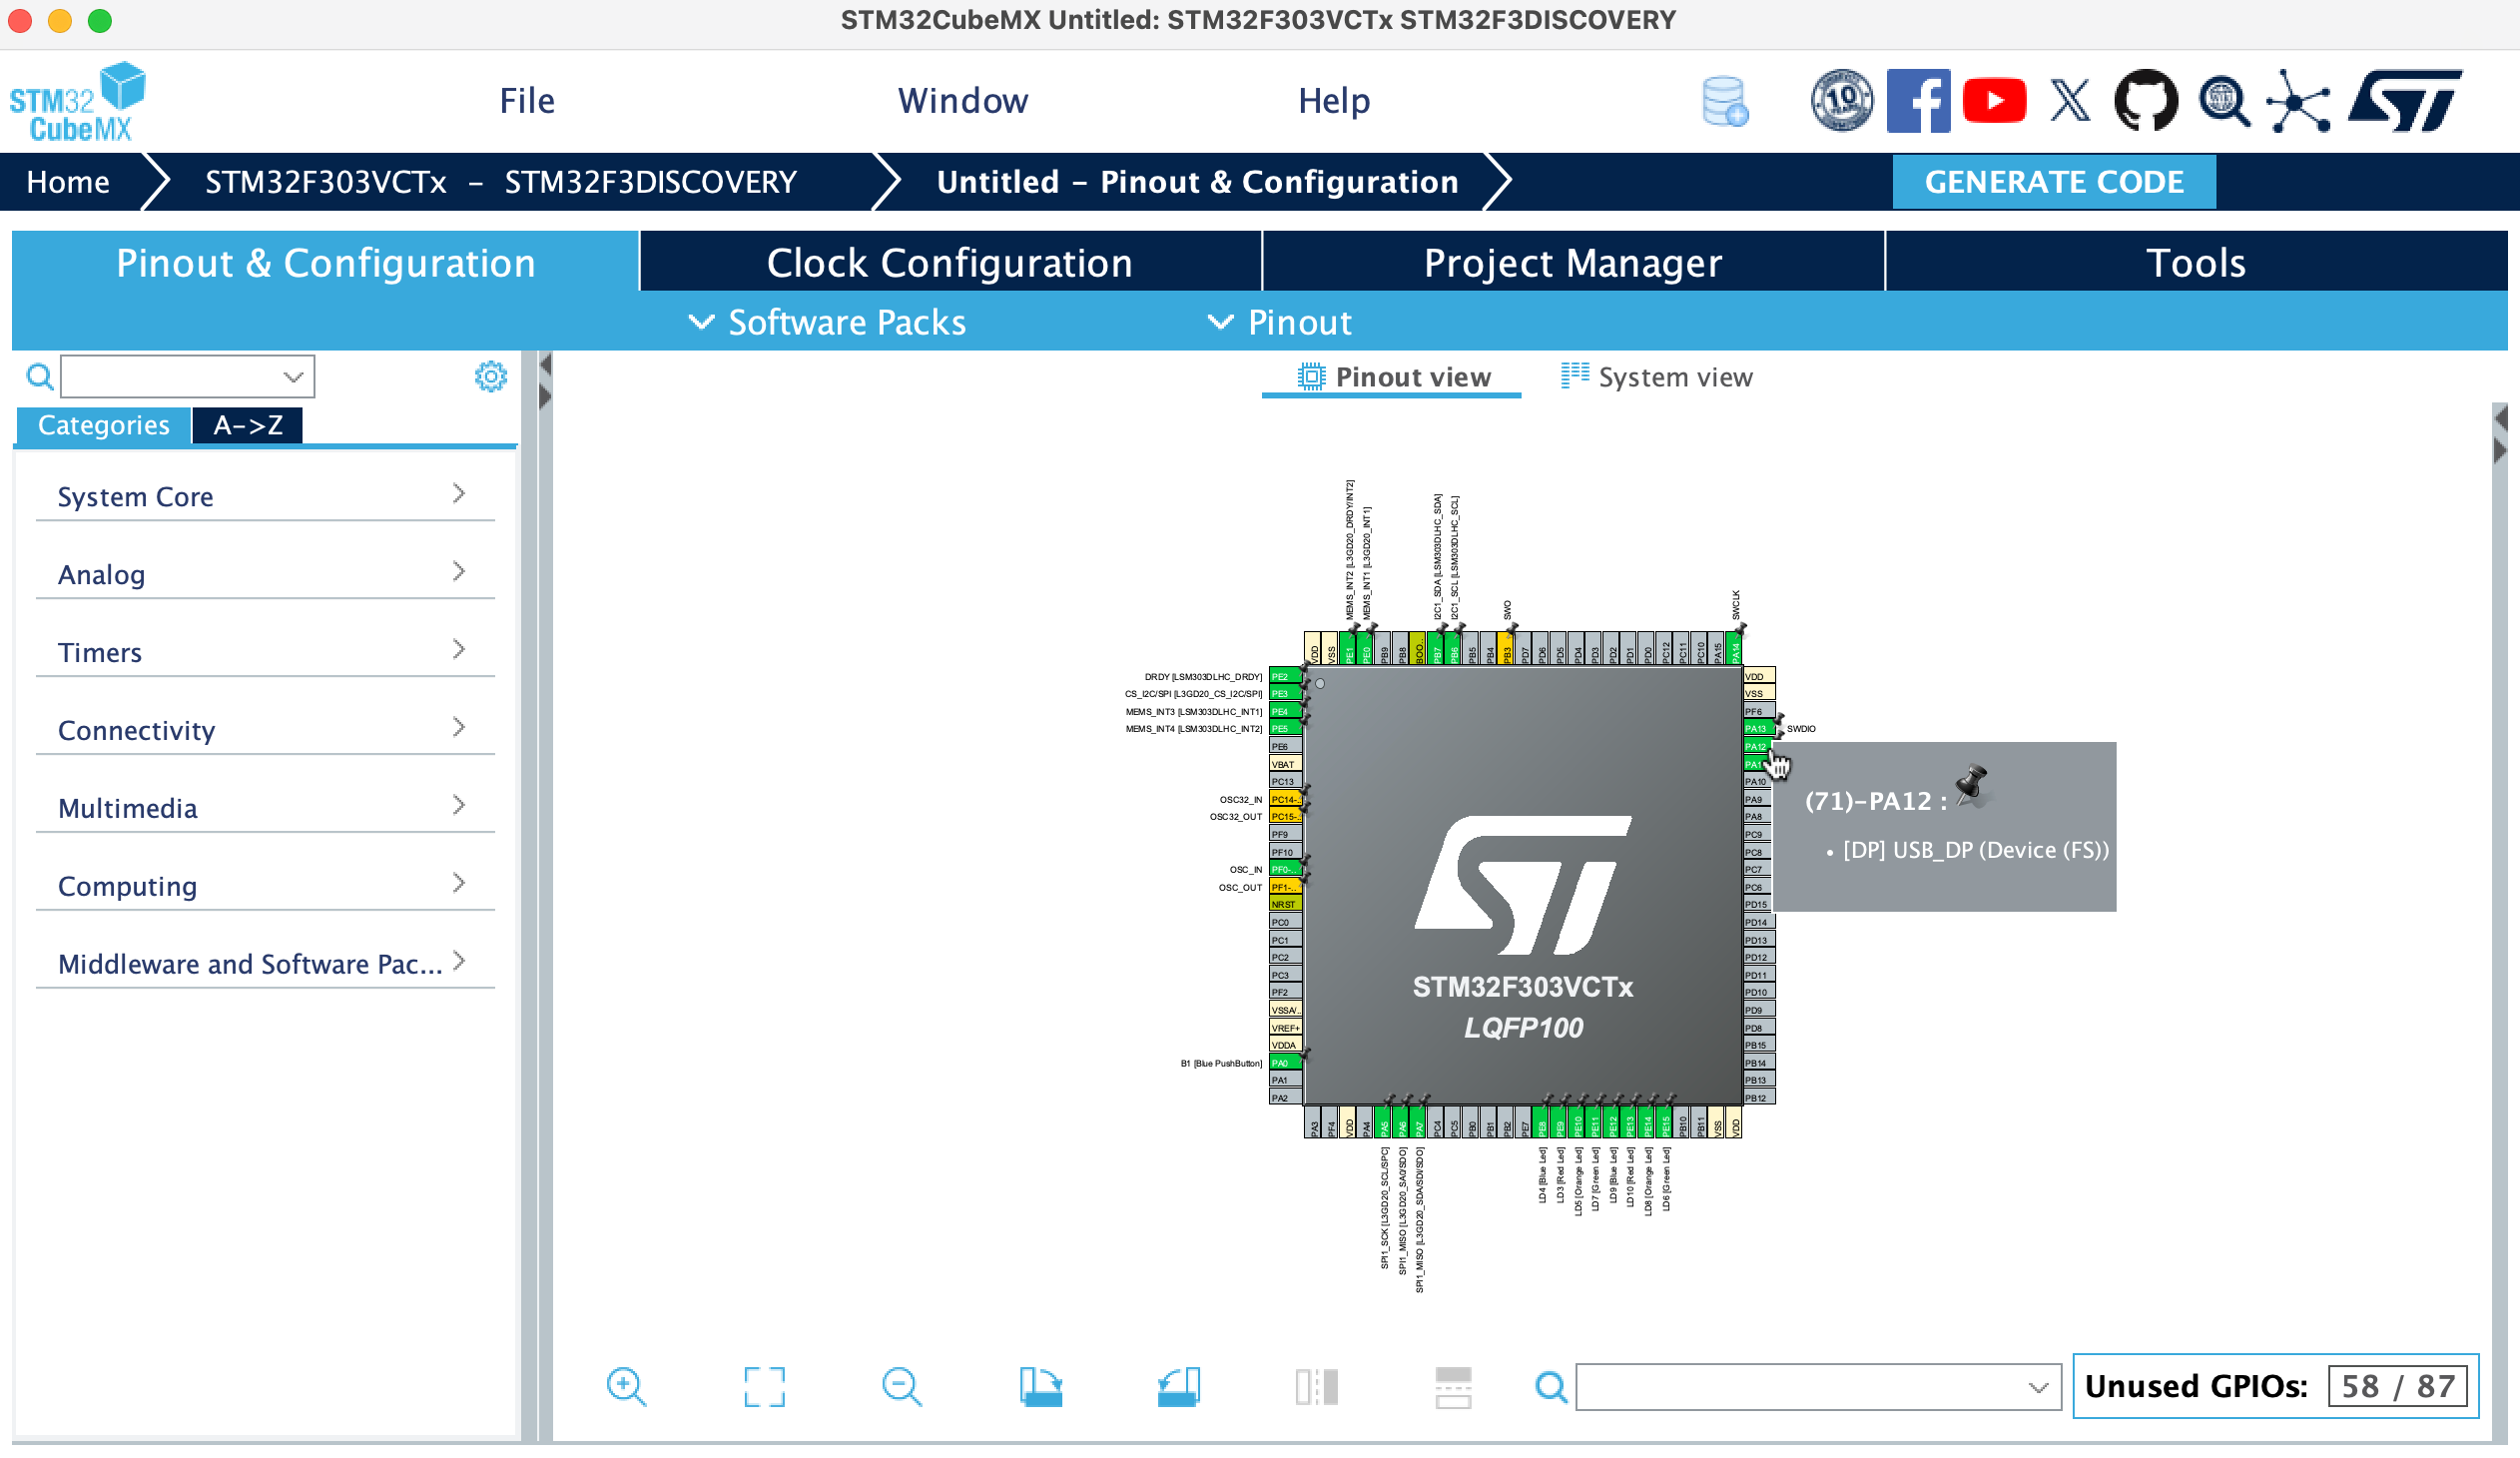 STM32CubeMX Untitled: STM32F303VCTx STM32F3DISCOVERY
STM32
CubeMX
File
Window
Help
10
WIKI
Home
STM32F303VCTx - STM32F3DISCOVERY
Untitled - Pinout & Configuration
GENERATE CODE
Pinout & Configuration
Clock Configuration
Project Manager
Tools
Software Packs
Pinout
Pinout view
System view
Categories
A->Z
System Core
Analog
Timers
Connectivity
Multimedia
Computing
Middleware and Software Pac...
MEMS_INT2 [L3GD20_DRDY/INT2]
MEMS_INT1 [L3GD20_INT1]
I2C1_SDA [LSM303DLHC_SDA]
I2C1_SCL [LSM303DLHC_SCL]
SWO
SWCLK
VDD
VSS
PE1
PE0
PB9
PB8
BOO..
PB7
PB6
PB5
PB4
PB3
PD7
PD6
PD5
PD4
PD3
PD2
PD1
PD0
PC12
PC11
PC10
PA15
PA14
DRDY [LSM303DLHC_DRDY] PE2
CS_I2C/SPI [L3GD20_CS_I2C/SPI] PE3
MEMS_INT3 [LSM303DLHC_INT1] PE4
MEMS_INT4 [LSM303DLHC_INT2] PE5
PE6
VBAT
PC13
OSC32_IN PC14-..
OSC32_OUT PC15-..
PF9
PF10
OSC_IN PF0-..
OSC_OUT PF1-..
NRST
PC0
PC1
PC2
PC3
PF2
VSSA/..
VREF+
VDDA
B1 [Blue PushButton] PA0
PA1
PA2
STM32F303VCTx
LQFP100
VDD
VSS
PF6
PA13 SWDIO
PA12
PA1
PA10
PA9
PA8
PC9
PC8
PC7
PC6
PD15
PD14
PD13
PD12
PD11
PD10
PD9
PD8
PB15
PB14
PB13
PB12
(71)-PA12 :
• [DP] USB_DP (Device (FS))
PA3
PF4
VDD
PA4
PA5
PA6
PA7
PC4
PC5
PB0
PB1
PB2
PE7
PE8
PE9
PE10
PE11
PE12
PE13
PE14
PE15
PB10
PB11
VSS
VDD
SPI1_SCK [L3GD20_SCL/SPC]
SPI1_MISO [L3GD20_SA0/SDO]
SPI1_MISO [L3GD20_SDA/SDI/SDO]
LD4 [Blue Led]
LD3 [Red Led]
LD5 [Orange Led]
LD7 [Green Led]
LD9 [Blue Led]
LD10 [Red Led]
LD8 [Orange Led]
LD6 [Green Led]
Unused GPIOs: 58 / 87